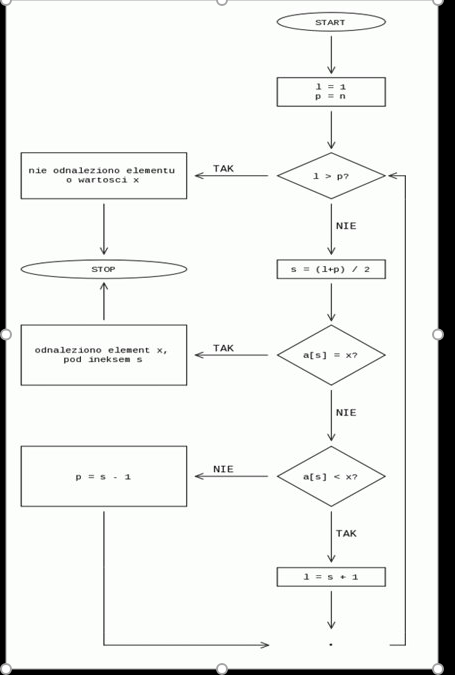 START
l = 1
p = n
nie odnaleziono elementu
o wartosci x
TAK
l > p?
NIE
STOP
s = (l+p) / 2
odnaleziono element x,
pod ineksem s
TAK
a[s] = x?
NIE
p = s - 1
NIE
a[s] < x?
TAK
l = s + 1